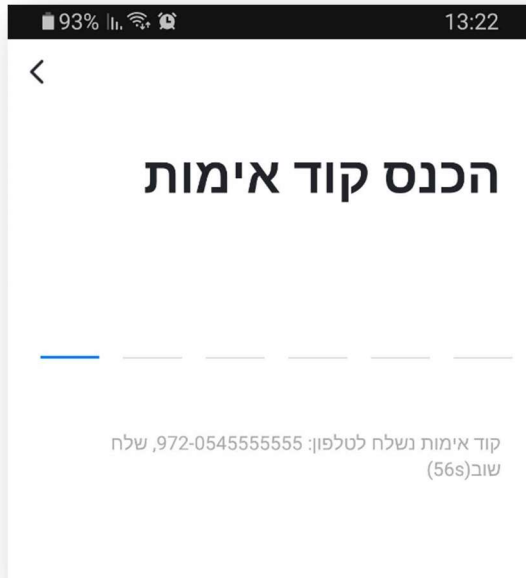 93% 13:22
הכנס קוד אימות
קוד אימות נשלח לטלפון: 972-0545555555, שלח
שוב(56s)